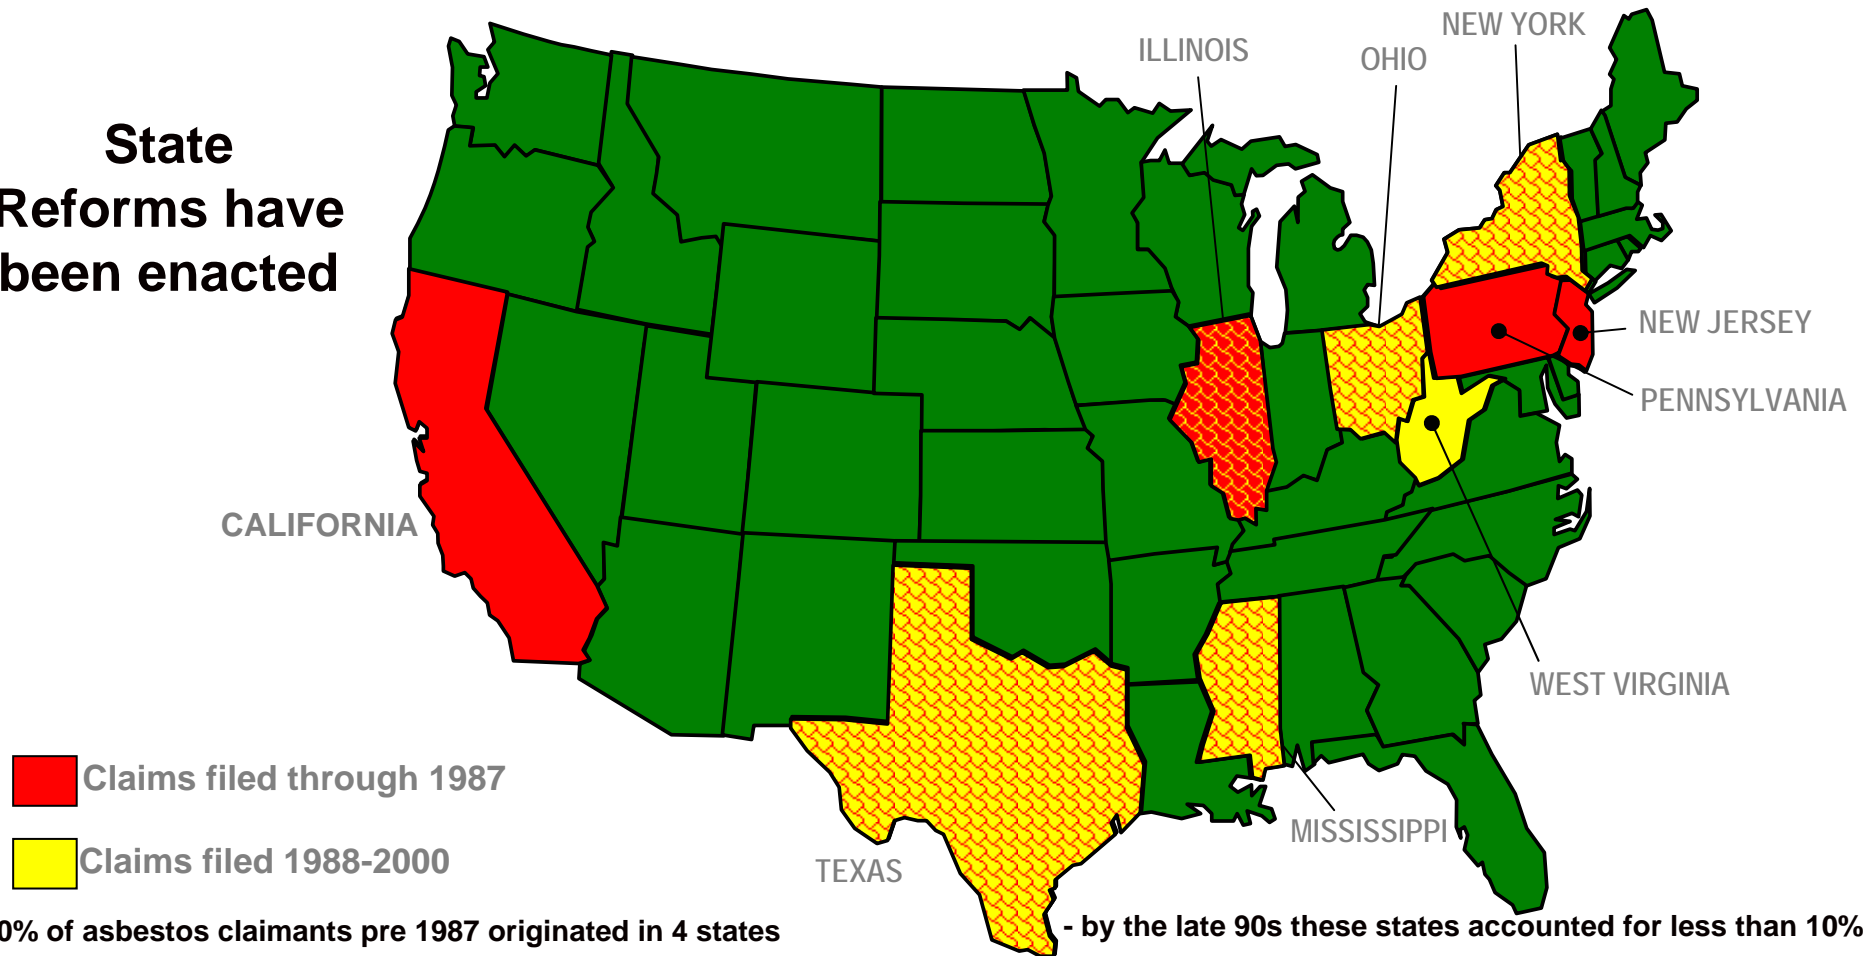 State
Reforms have
been enacted
NEW YORK
ILLINOIS
OHIO
NEW JERSEY
PENNSYLVANIA
CALIFORNIA
WEST VIRGINIA
MISSISSIPPI
TEXAS
Claims filed through 1987
Claims filed 1988-2000
0% of asbestos claimants pre 1987 originated in 4 states
- by the late 90s these states accounted for less than 10%